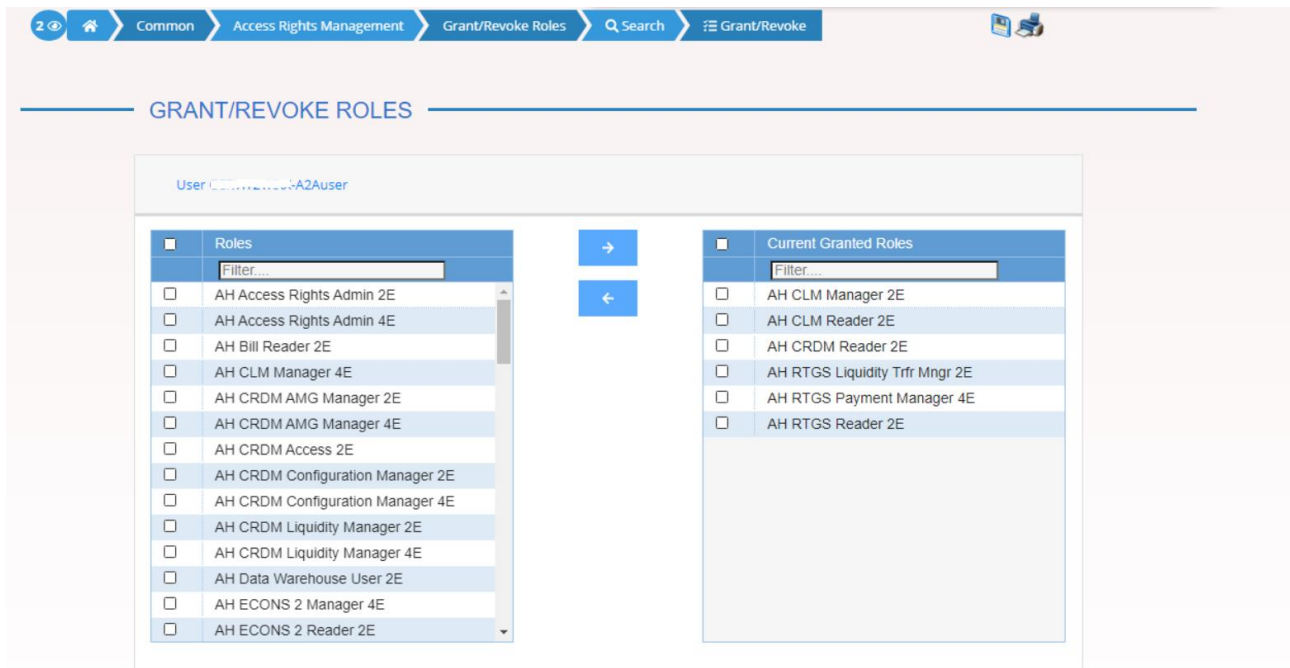 2 Common Access Rights Management Grant/Revoke Roles Search Grant/Revoke
GRANT/REVOKE ROLES
User -A2Auser
Roles
Filter....
AH Access Rights Admin 2E
AH Access Rights Admin 4E
AH Bill Reader 2E
AH CLM Manager 4E
AH CRDM AMG Manager 2E
AH CRDM AMG Manager 4E
AH CRDM Access 2E
AH CRDM Configuration Manager 2E
AH CRDM Configuration Manager 4E
AH CRDM Liquidity Manager 2E
AH CRDM Liquidity Manager 4E
AH Data Warehouse User 2E
AH ECONS 2 Manager 4E
AH ECONS 2 Reader 2E
Current Granted Roles
Filter....
AH CLM Manager 2E
AH CLM Reader 2E
AH CRDM Reader 2E
AH RTGS Liquidity Trfr Mngr 2E
AH RTGS Payment Manager 4E
AH RTGS Reader 2E